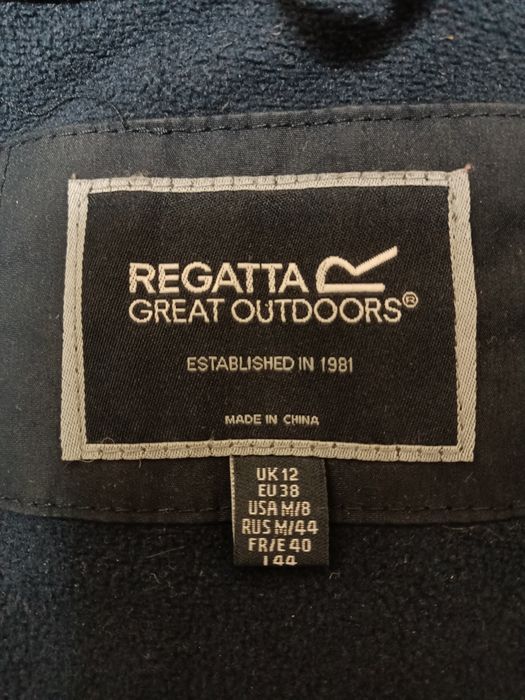 REGATTA
GREAT OUTDOORS®
ESTABLISHED IN 1981
MADE IN CHINA
UK 12
EU 38
USA M/8
RUS M/44
FR/E 40
I 44